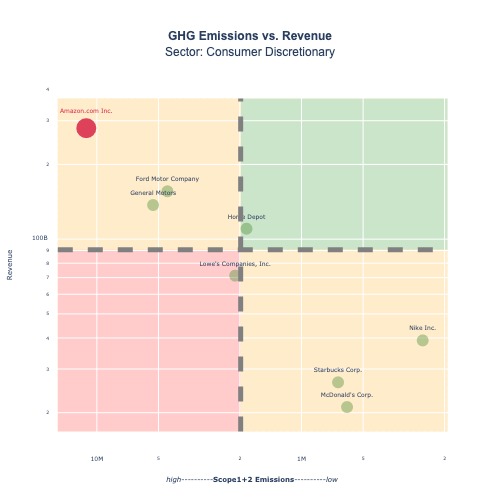 GHG Emissions vs. Revenue
Sector: Consumer Discretionary
4
Amazon.com Inc.
3
2
Ford Motor Company
General Motors
Home Depot
100B
9
Lowe's Companies, Inc.
8
7
6
5
Nike Inc.
4
Starbucks Corp.
3
McDonald's Corp.
2
Revenue
10M 5 2 1M 5 2
high----------Scope1+2 Emissions----------low